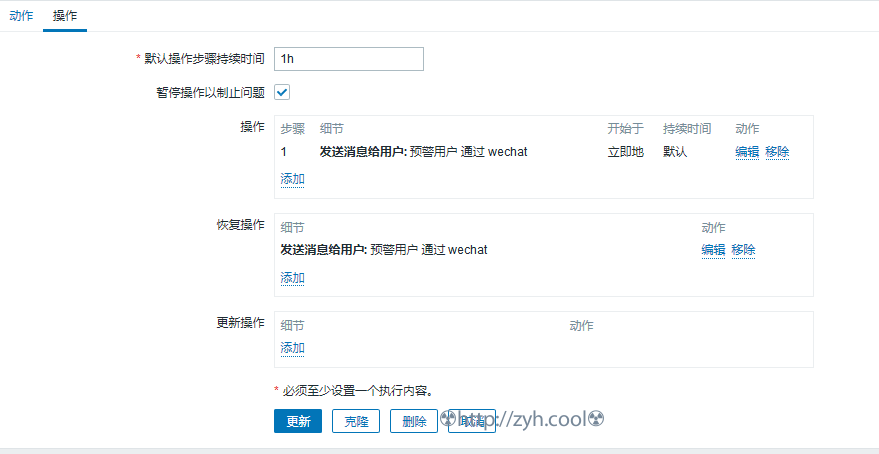 动作 操作
* 默认操作步骤持续时间 1h
暂停操作以制止问题
操作 步骤 细节 开始于 持续时间 动作
1 发送消息给用户: 预警用户 通过 wechat 立即地 默认 编辑 移除
添加
恢复操作 细节 动作
发送消息给用户: 预警用户 通过 wechat 编辑 移除
添加
更新操作 细节 动作
添加
* 必须至少设置一个执行内容。
更新 克隆 删除 取消 http://zyh.cool